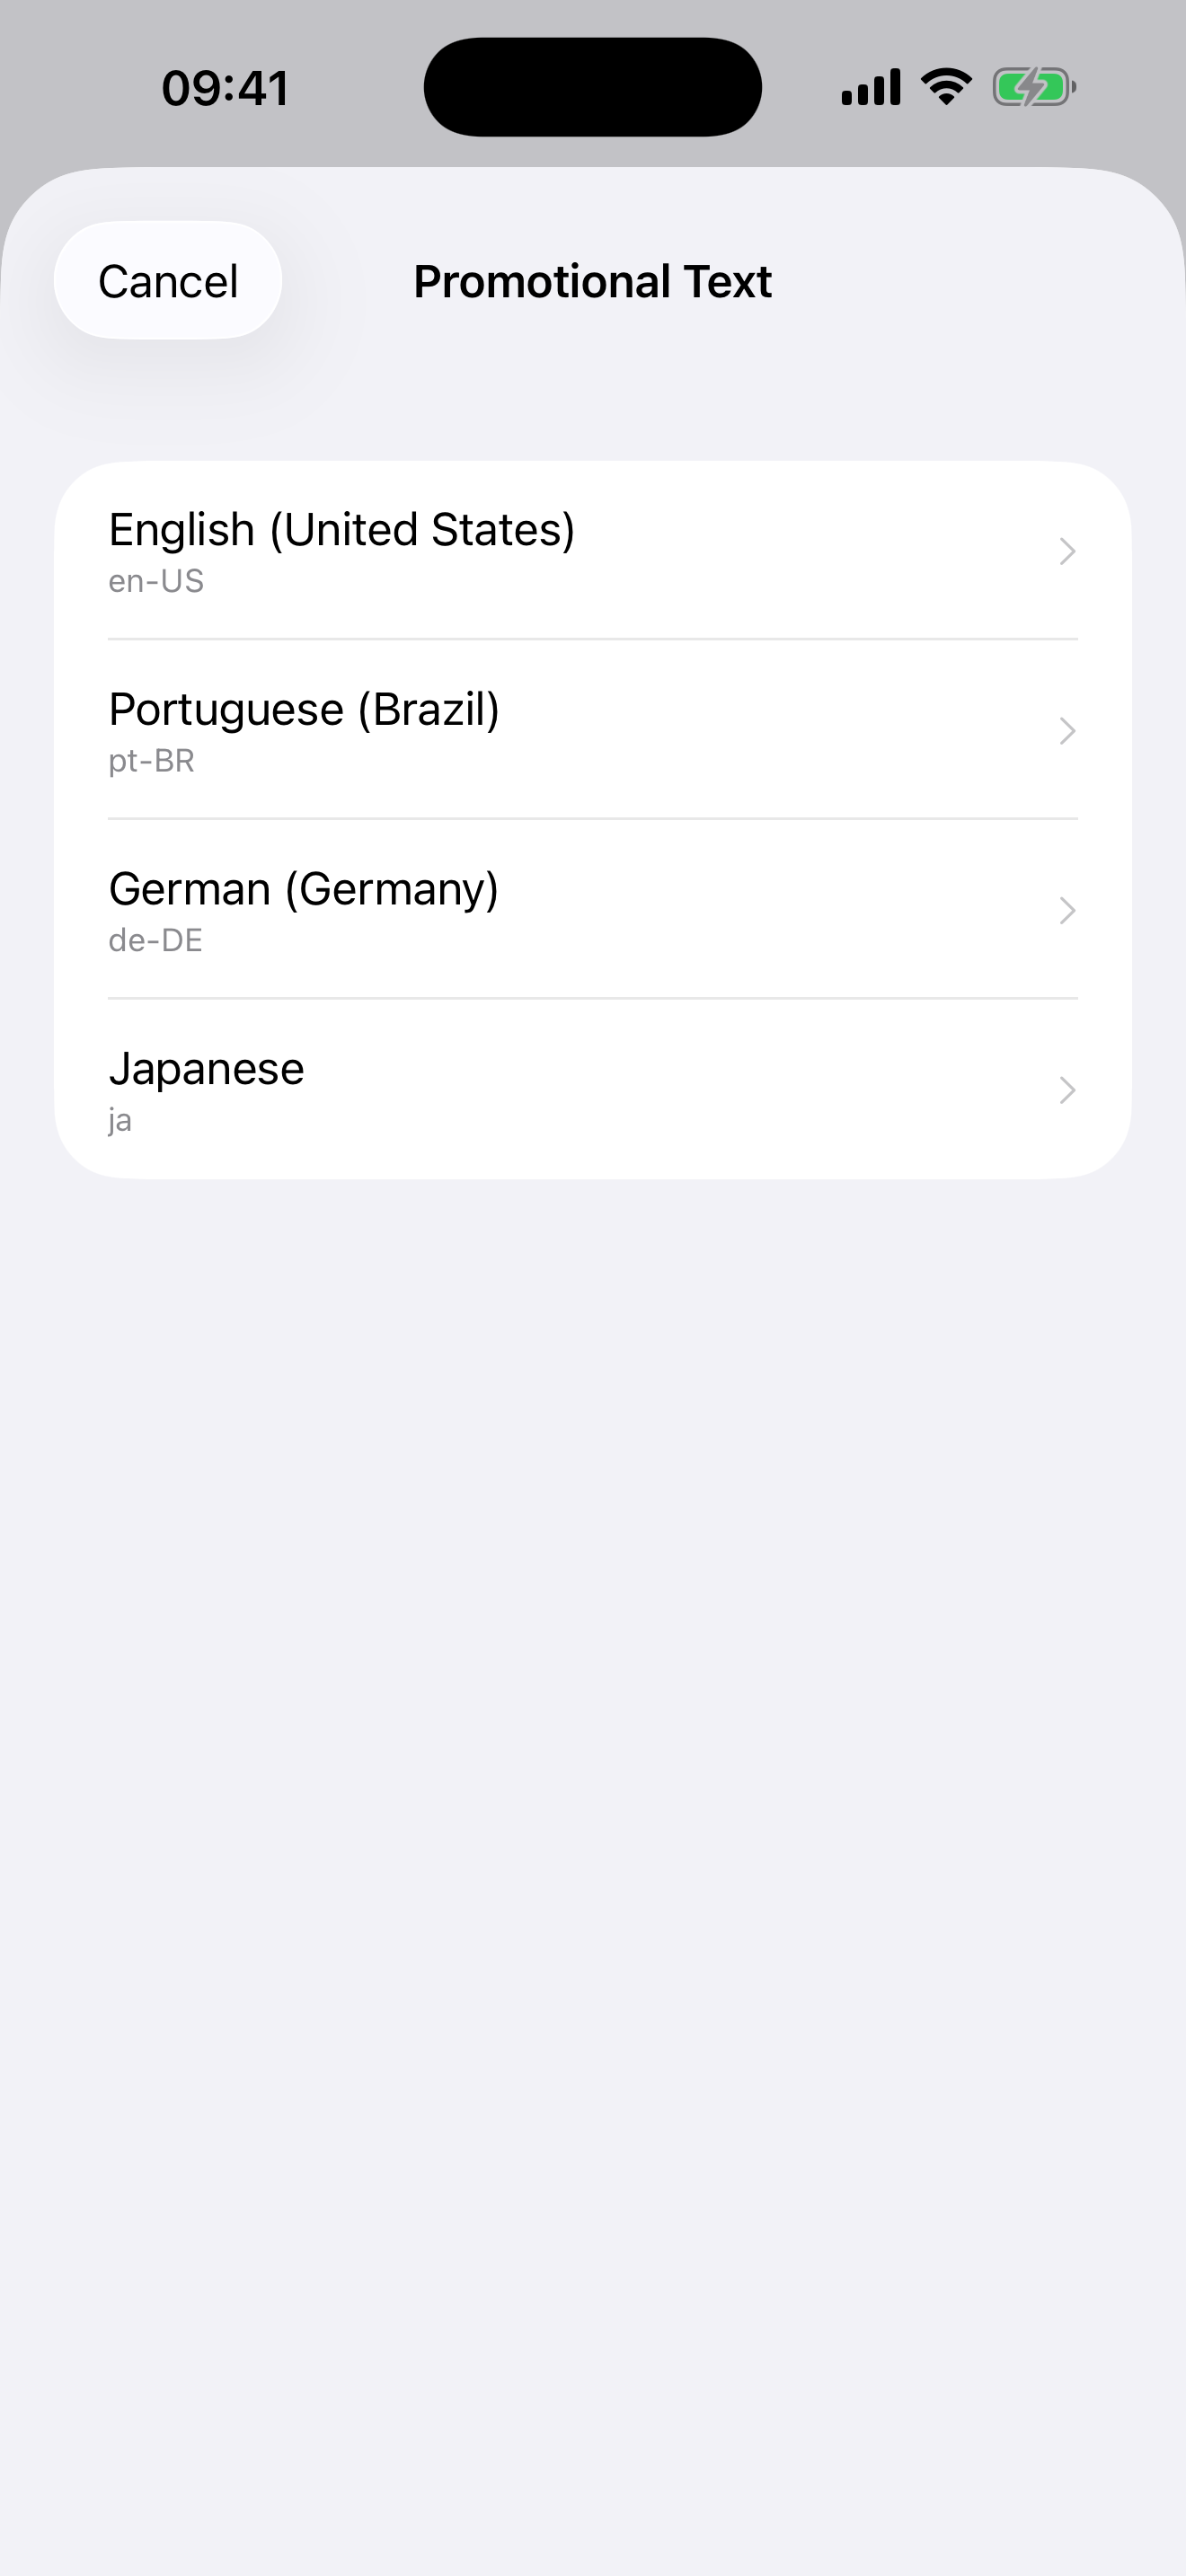 09:41
Cancel
Promotional Text
English (United States)
en-US
Portuguese (Brazil)
pt-BR
German (Germany)
de-DE
Japanese
ja